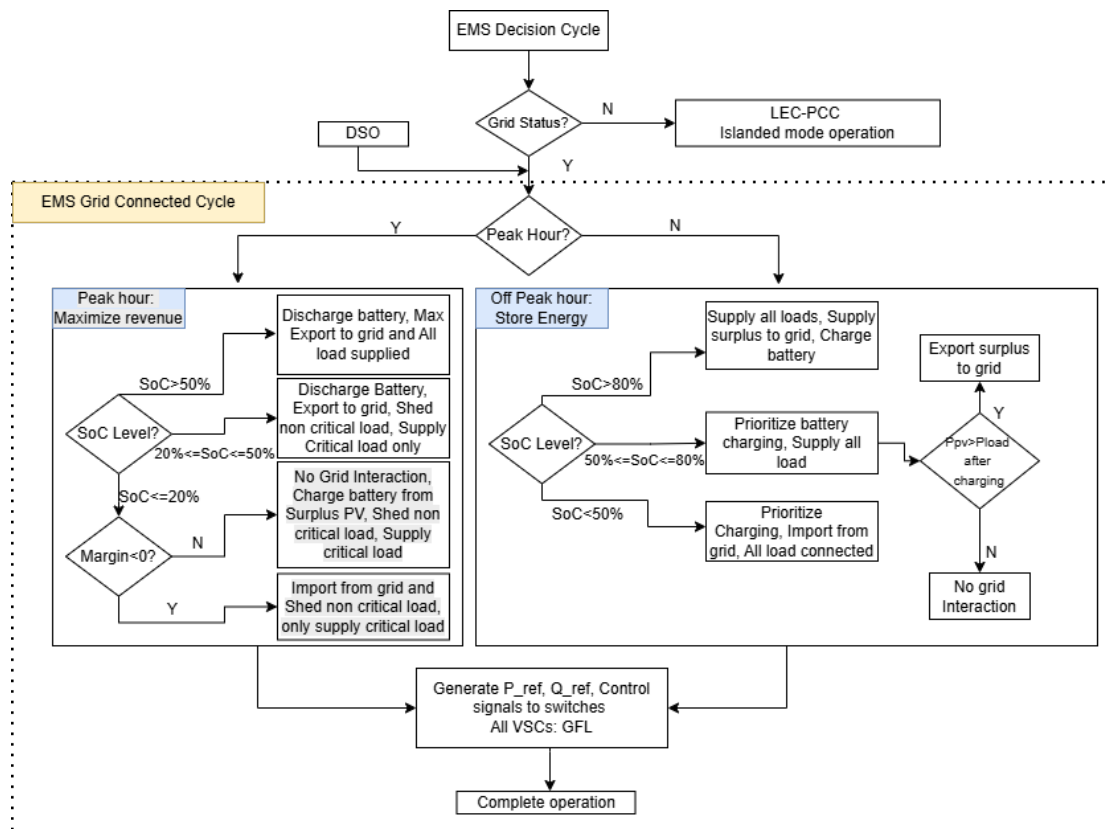 EMS Decision Cycle
Grid Status?
N
LEC-PCC
Islanded mode operation
DSO
Y
EMS Grid Connected Cycle
Peak Hour?
Y
N
Peak hour:
Maximize revenue
Discharge battery, Max
Export to grid and All
load supplied
SoC>50%
Discharge Battery,
Export to grid, Shed
non critical load, Supply
Critical load only
SoC Level?
20%<=SoC<=50%
SoC<=20%
No Grid Interaction,
Charge battery from
Surplus PV, Shed non
critical load, Supply
critical load
Margin<0?
N
Y
Import from grid and
Shed non critical load,
only supply critical load
Off Peak hour:
Store Energy
Supply all loads, Supply
surplus to grid, Charge
battery
SoC>80%
SoC Level?
50%<=SoC<=80%
Prioritize battery
charging, Supply all
load
SoC<50%
Prioritize
Charging, Import from
grid, All load connected
Export surplus
to grid
Y
Ppv>Pload
after
charging
N
No grid
Interaction
Generate P_ref, Q_ref, Control
signals to switches
All VSCs: GFL
Complete operation